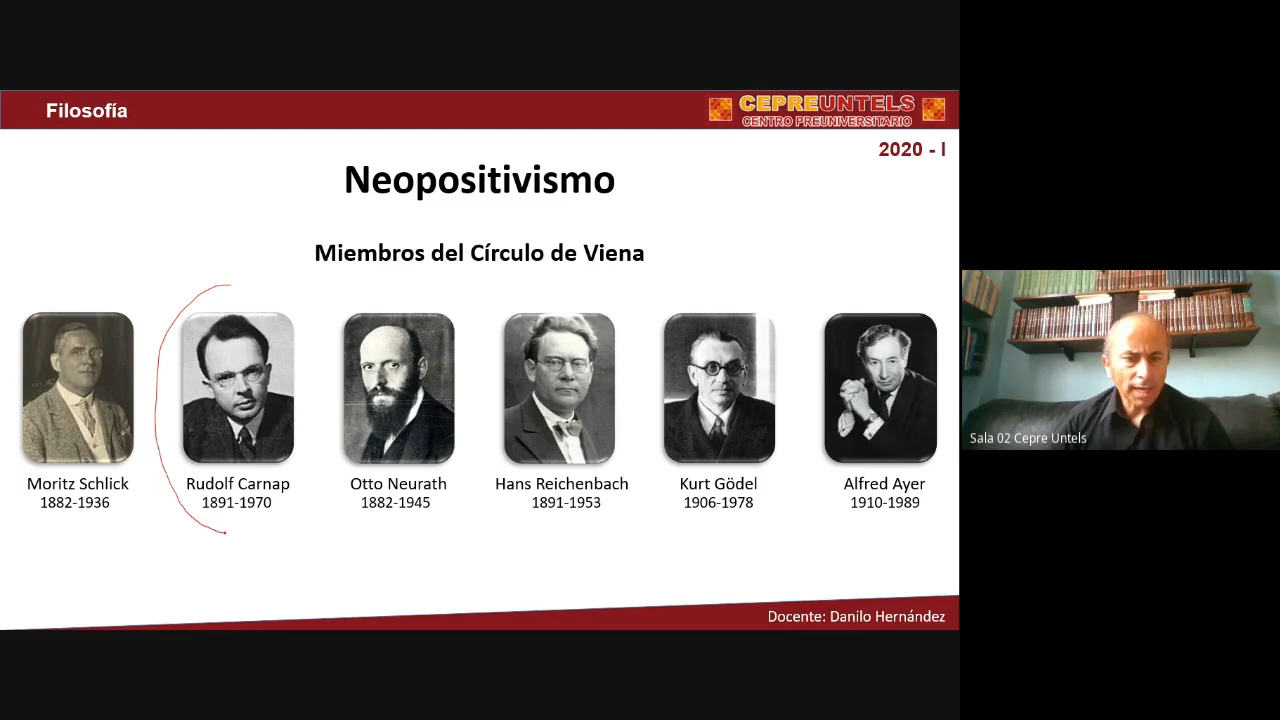 Filosofía
CEPREUNTELS
CENTRO PREUNIVERSITARIO
2020 - I
Neopositivismo
Miembros del Círculo de Viena
Moritz Schlick
1882-1936
Rudolf Carnap
1891-1970
Otto Neurath
1882-1945
Hans Reichenbach
1891-1953
Kurt Gödel
1906-1978
Alfred Ayer
1910-1989
Sala 02 Cepre Untels
Docente: Danilo Hernández